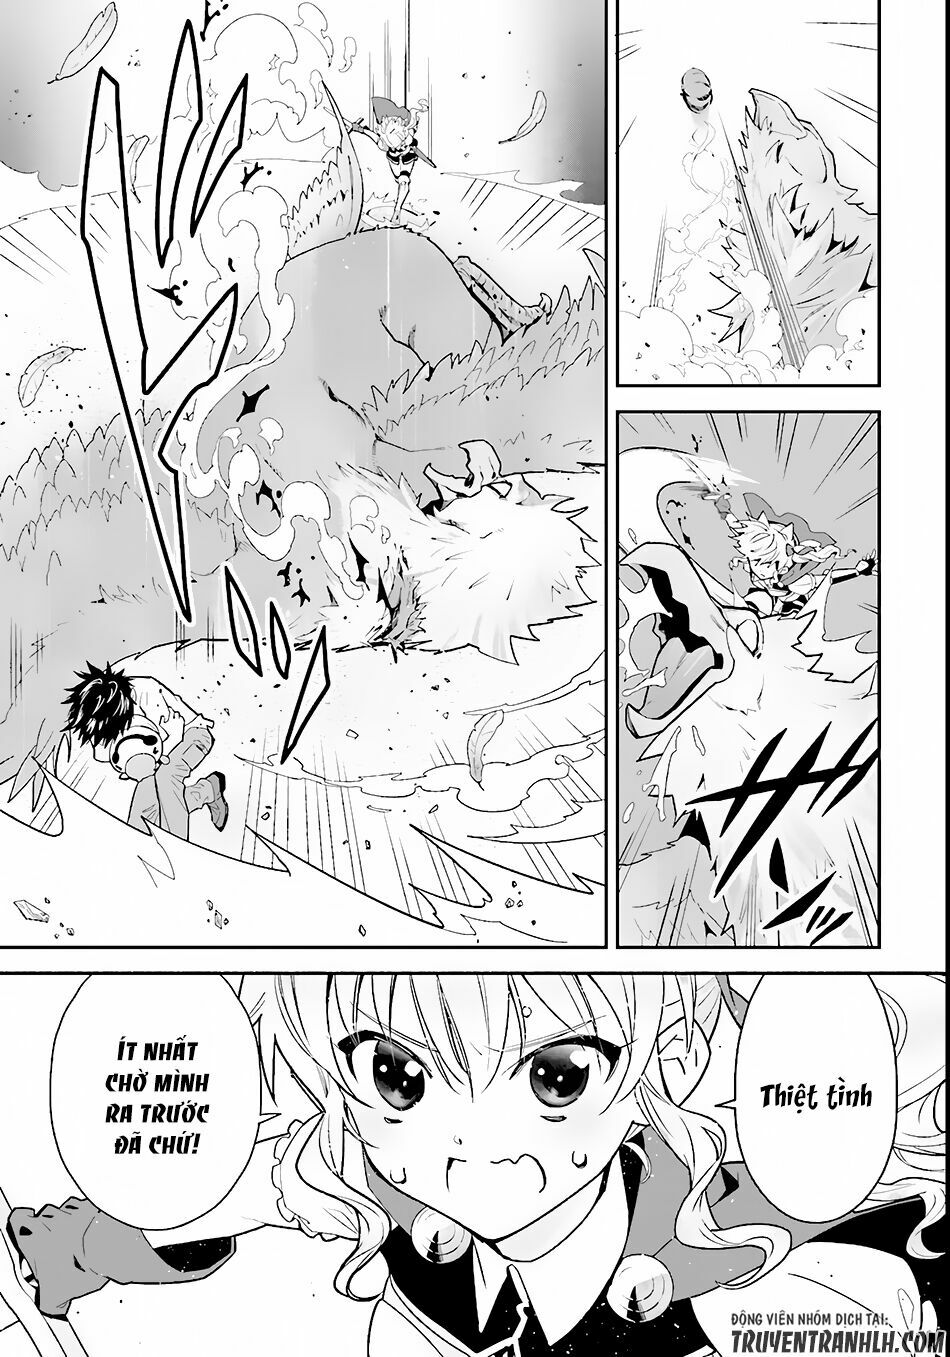 Thiệt tình
ÍT NHẤT
CHỜ MÌNH
RA TRƯỚC
ĐÃ CHỨ!
ĐỘNG VIÊN NHÓM DỊCH TẠI:
TRUYENTRANHLH.COM